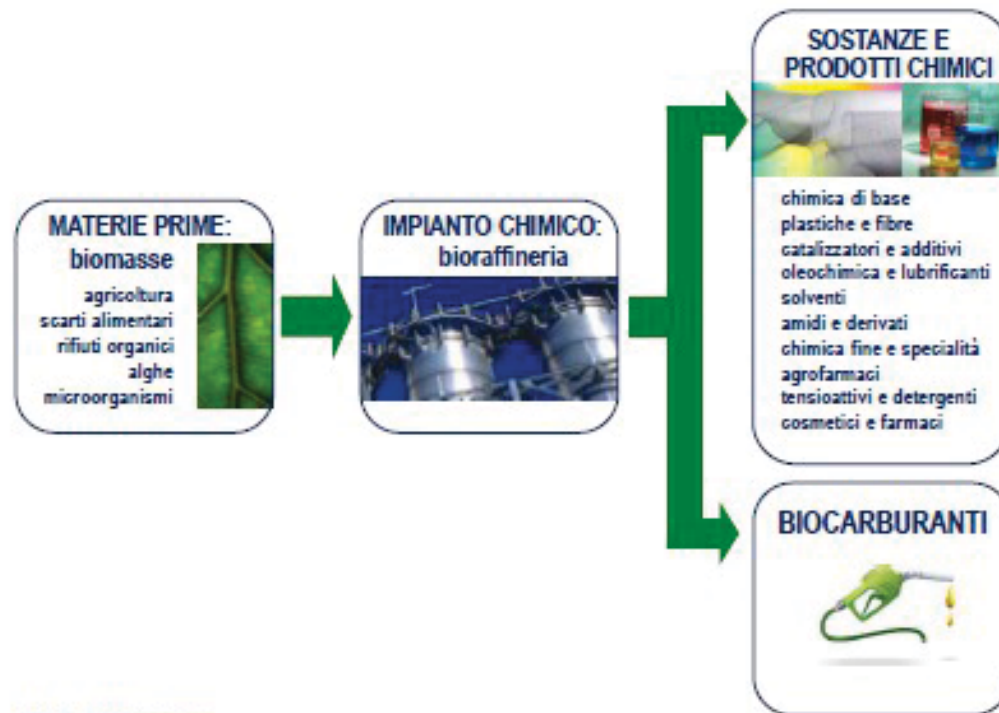 MATERIE PRIME:
biomasse
agricoltura
scarti alimentari
rifiuti organici
alghe
microorganismi
IMPIANTO CHIMICO:
bioraffineria
SOSTANZE E
PRODOTTI CHIMICI
chimica di base
plastiche e fibre
catalizzatori e additivi
oleochimica e lubrificanti
solventi
amidi e derivati
chimica fine e specialità
agrofarmaci
tensioattivi e detergenti
cosmetici e farmaci
BIOCARBURANTI